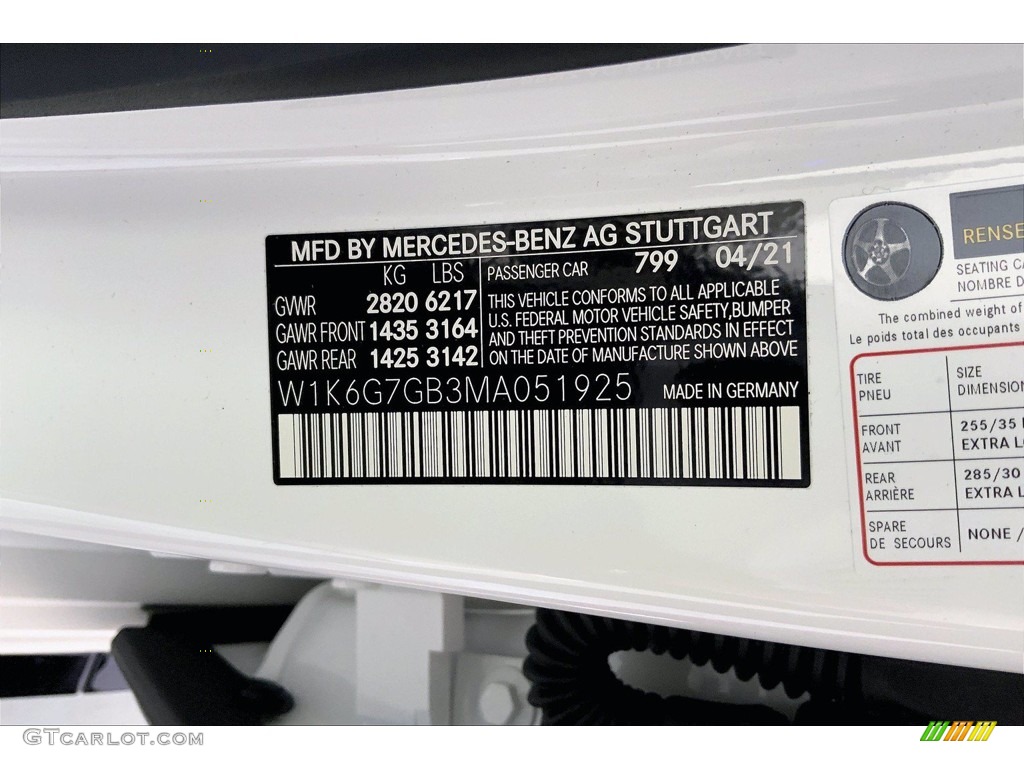 MFD BY MERCEDES-BENZ AG STUTTGART
KG LBS
GVWR 2820 6217
GAWR FRONT 1435 3164
GAWR REAR 1425 3142
PASSENGER CAR 799 04/21
THIS VEHICLE CONFORMS TO ALL APPLICABLE
U.S. FEDERAL MOTOR VEHICLE SAFETY,BUMPER
AND THEFT PREVENTION STANDARDS IN EFFECT
ON THE DATE OF MANUFACTURE SHOWN ABOVE
W1K6G7GB3MA051925 MADE IN GERMANY
RENSE
SEATING CA
NOMBRE D
The combined weight of
Le poids total des occupants
TIRE
PNEU
SIZE
DIMENSION
FRONT
AVANT
255/35
EXTRA L
REAR
ARRIÈRE
285/30
EXTRA L
SPARE
DE SECOURS
NONE /
GTCARLOT.COM